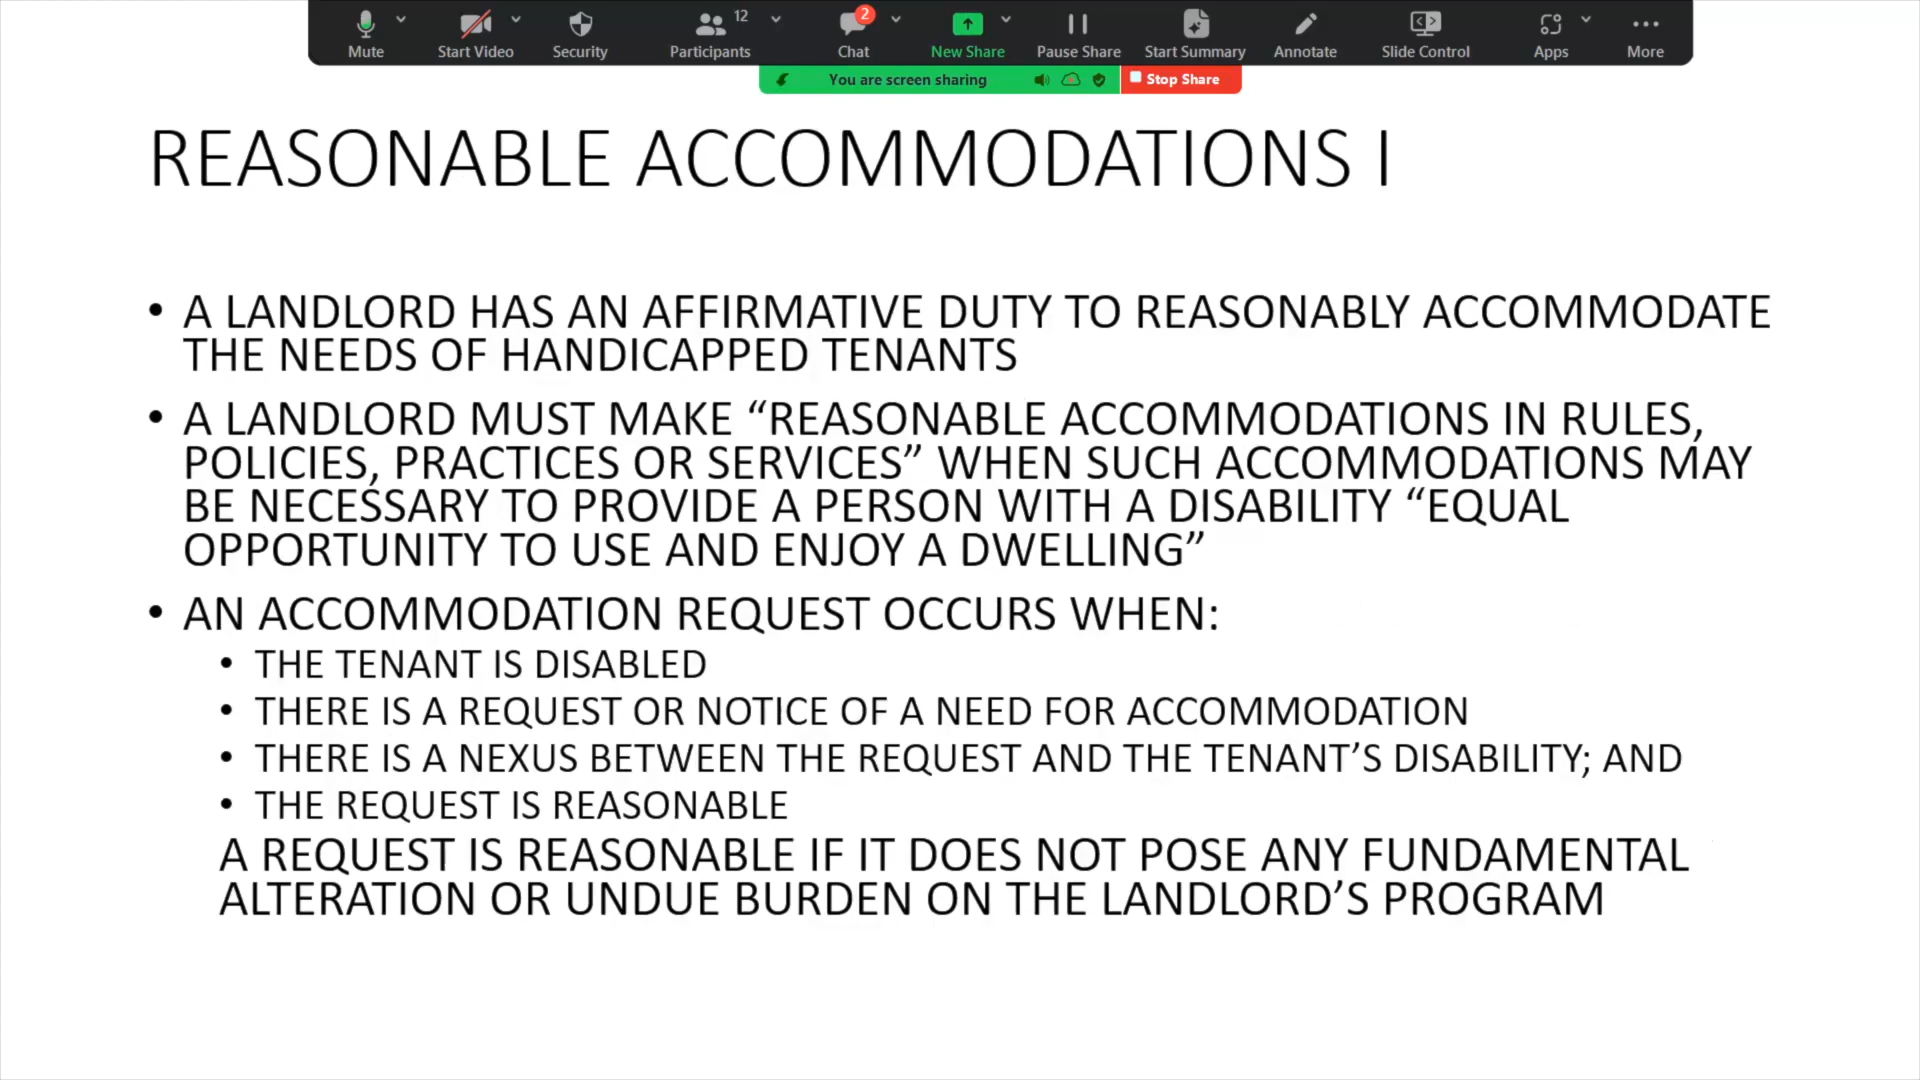 12
2
Mute
Start Video
Security
Participants
Chat
New Share
Pause Share
Start Summary
Annotate
Slide Control
Apps
More
You are screen sharing
Stop Share
REASONABLE ACCOMMODATIONS I
• A LANDLORD HAS AN AFFIRMATIVE DUTY TO REASONABLY ACCOMMODATE
THE NEEDS OF HANDICAPPED TENANTS
• A LANDLORD MUST MAKE “REASONABLE ACCOMMODATIONS IN RULES,
POLICIES, PRACTICES OR SERVICES” WHEN SUCH ACCOMMODATIONS MAY
BE NECESSARY TO PROVIDE A PERSON WITH A DISABILITY “EQUAL
OPPORTUNITY TO USE AND ENJOY A DWELLING”
• AN ACCOMMODATION REQUEST OCCURS WHEN:
• THE TENANT IS DISABLED
• THERE IS A REQUEST OR NOTICE OF A NEED FOR ACCOMMODATION
• THERE IS A NEXUS BETWEEN THE REQUEST AND THE TENANT’S DISABILITY; AND
• THE REQUEST IS REASONABLE
A REQUEST IS REASONABLE IF IT DOES NOT POSE ANY FUNDAMENTAL
ALTERATION OR UNDUE BURDEN ON THE LANDLORD’S PROGRAM